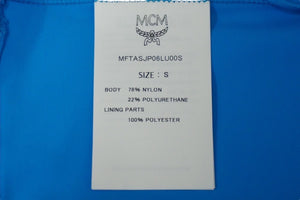 MCM
MFTASJP06LU00S
SIZE : S
BODY 78% NYLON
22% POLYURETHANE
LINING PARTS
100% POLYESTER